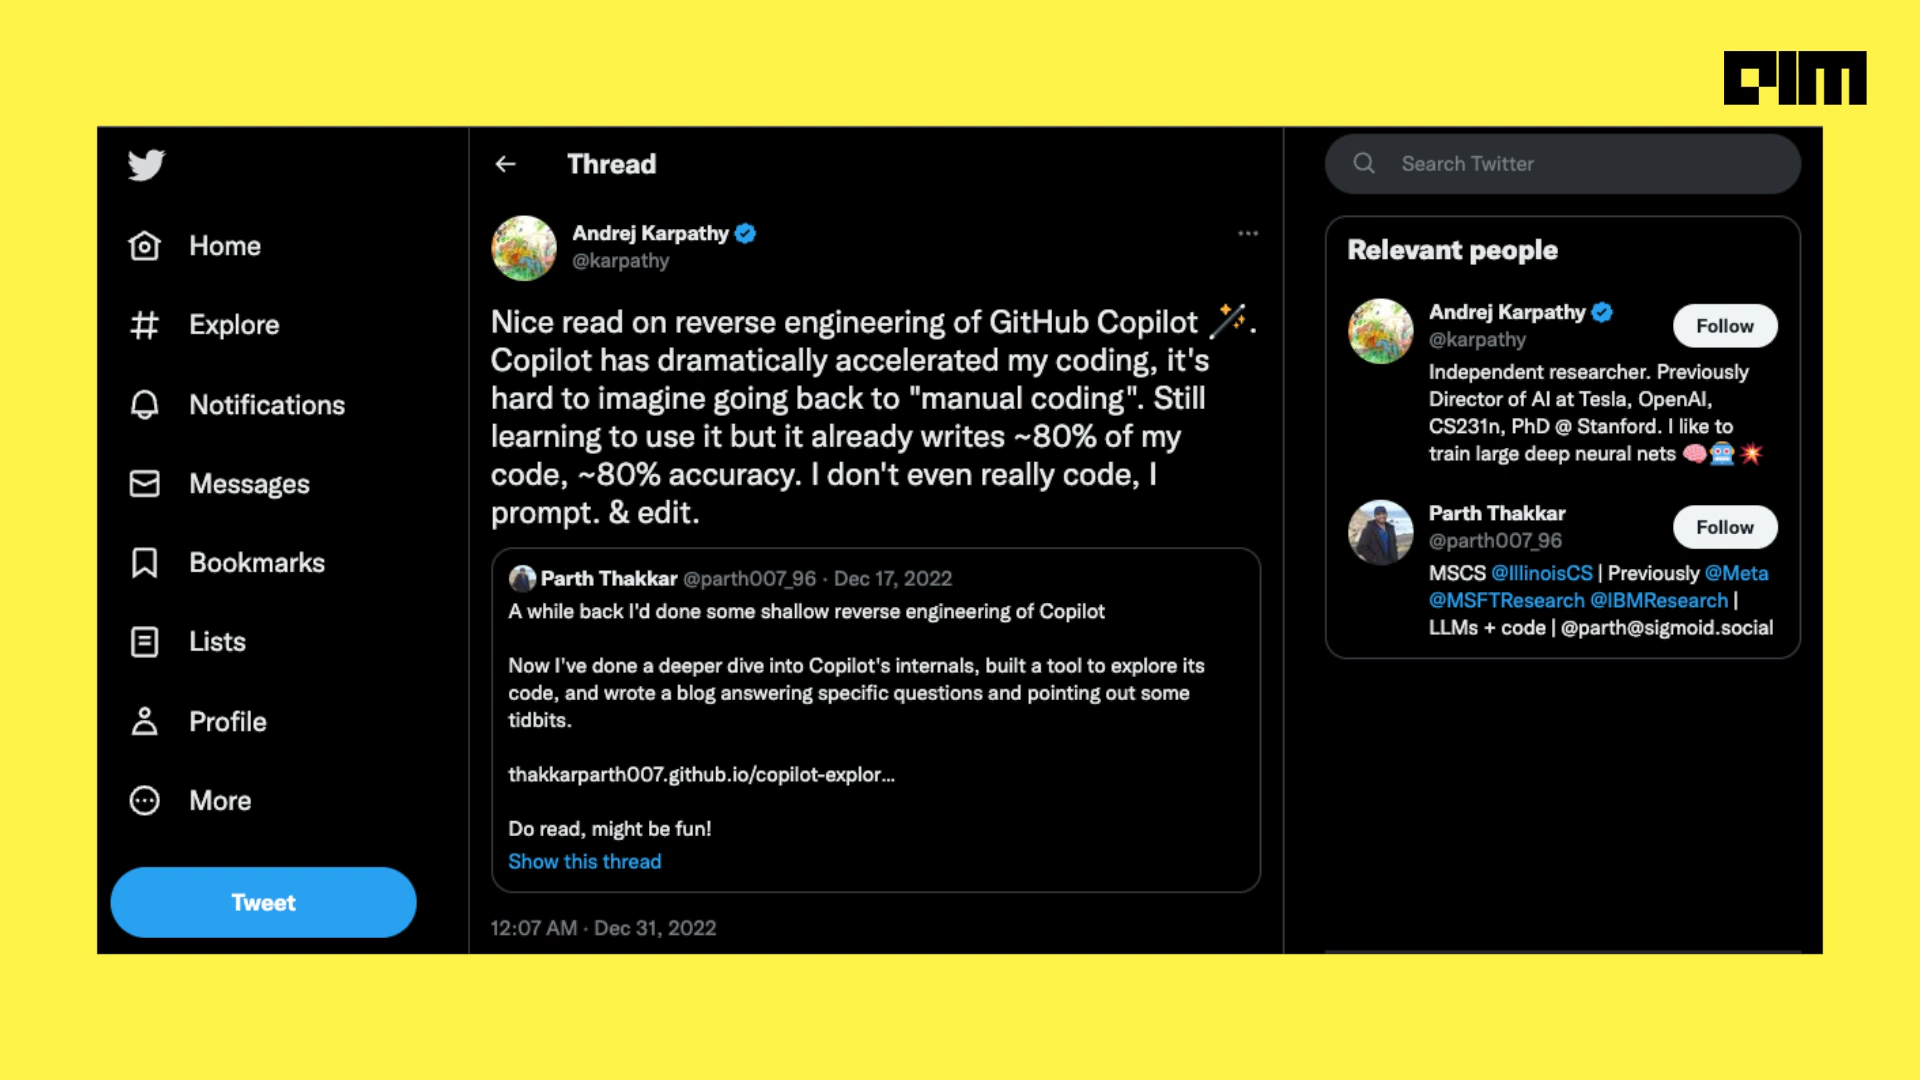 AIM
Home
Explore
Notifications
Messages
Bookmarks
Lists
Profile
More
Tweet
Thread
Andrej Karpathy
@karpathy
Nice read on reverse engineering of GitHub Copilot 🪄.
Copilot has dramatically accelerated my coding, it's
hard to imagine going back to "manual coding". Still
learning to use it but it already writes ~80% of my
code, ~80% accuracy. I don't even really code, I
prompt. & edit.
Parth Thakkar @parth007_96 · Dec 17, 2022
A while back I'd done some shallow reverse engineering of Copilot
Now I've done a deeper dive into Copilot's internals, built a tool to explore its
code, and wrote a blog answering specific questions and pointing out some
tidbits.
thakkarparth007.github.io/copilot-explor...
Do read, might be fun!
Show this thread
12:07 AM · Dec 31, 2022
Search Twitter
Relevant people
Andrej Karpathy
@karpathy
Follow
Independent researcher. Previously
Director of AI at Tesla, OpenAI,
CS231n, PhD @ Stanford. I like to
train large deep neural nets 🧠🤖💥
Parth Thakkar
@parth007_96
Follow
MSCS @IllinoisCS | Previously @Meta
@MSFTResearch @IBMResearch |
LLMs + code | @parth@sigmoid.social